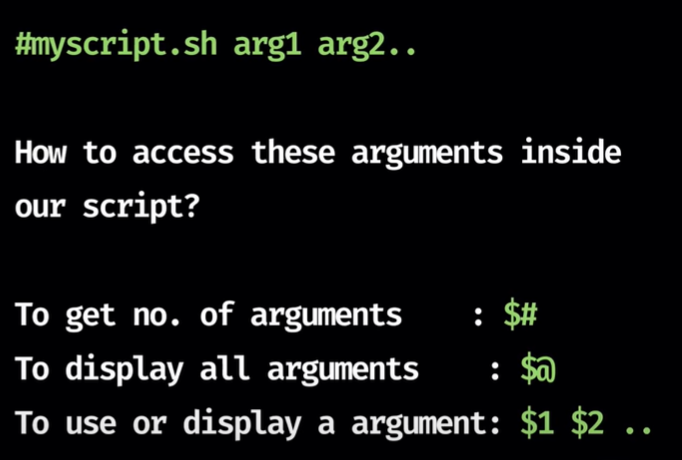 #myscript.sh arg1 arg2..
How to access these arguments inside
our script?
To get no. of arguments : $#
To display all arguments : $@
To use or display a argument: $1 $2 ..